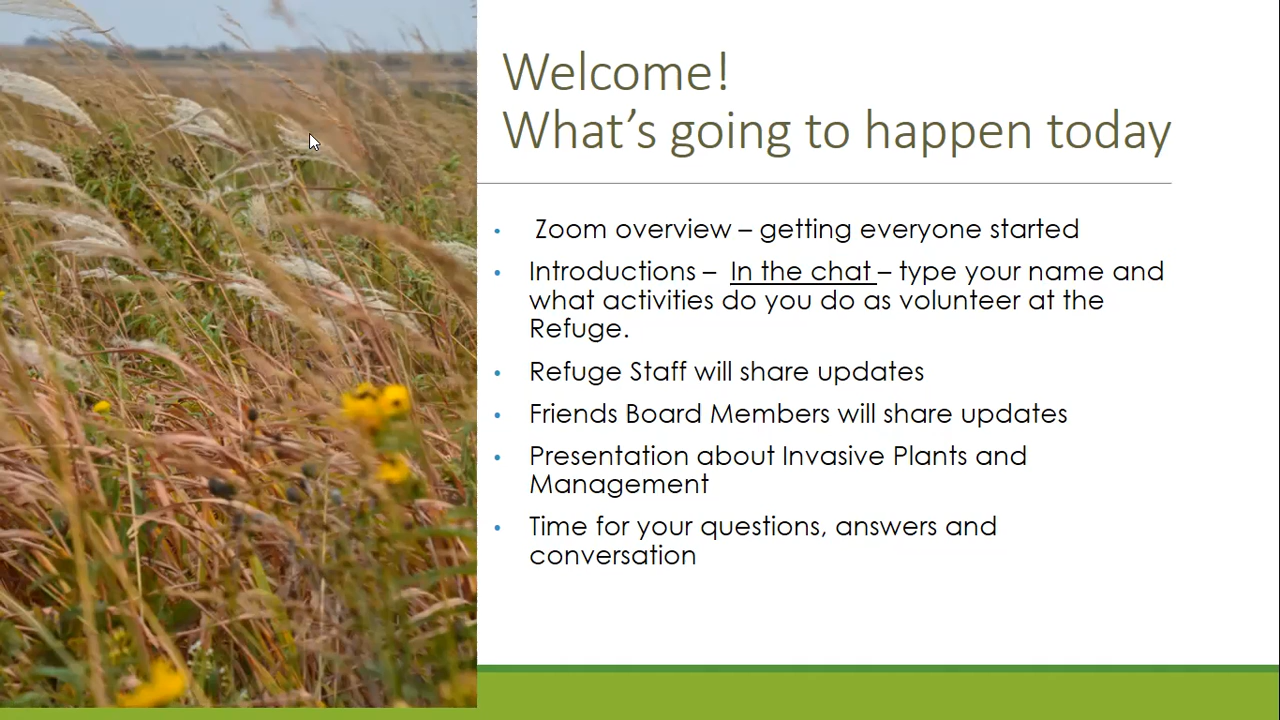 Welcome!
What's going to happen today
• Zoom overview – getting everyone started
• Introductions – In the chat – type your name and
what activities do you do as volunteer at the
Refuge.
• Refuge Staff will share updates
• Friends Board Members will share updates
• Presentation about Invasive Plants and
Management
• Time for your questions, answers and
conversation